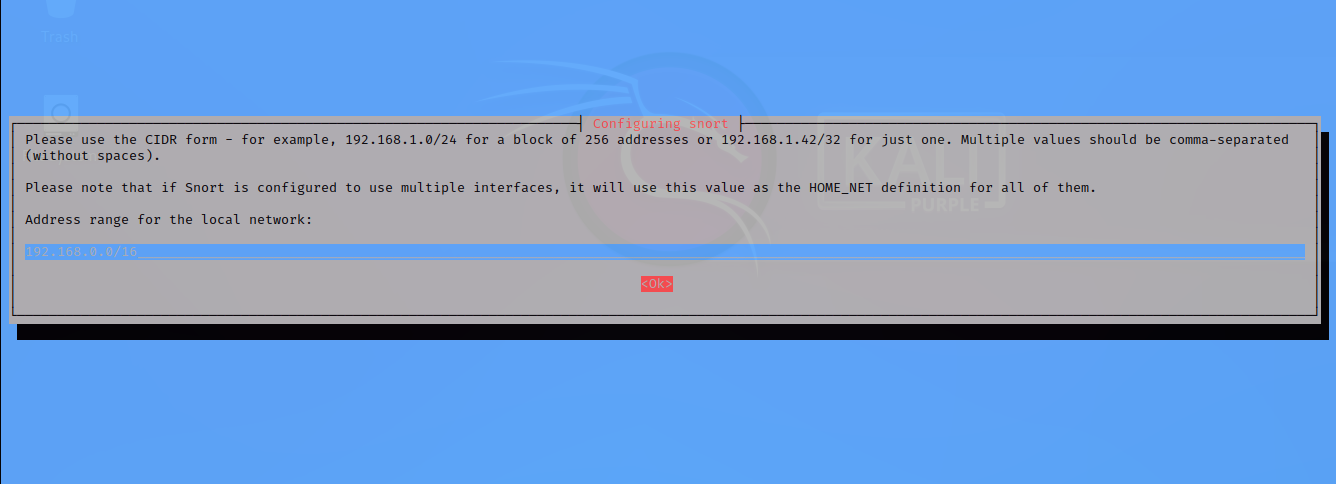 Trash
Configuring snort
Please use the CIDR form - for example, 192.168.1.0/24 for a block of 256 addresses or 192.168.1.42/32 for just one. Multiple values should be comma-separated
(without spaces).
Please note that if Snort is configured to use multiple interfaces, it will use this value as the HOME_NET definition for all of them.
Address range for the local network:
192.168.0.0/16
<Ok>
KALI
PURPLE